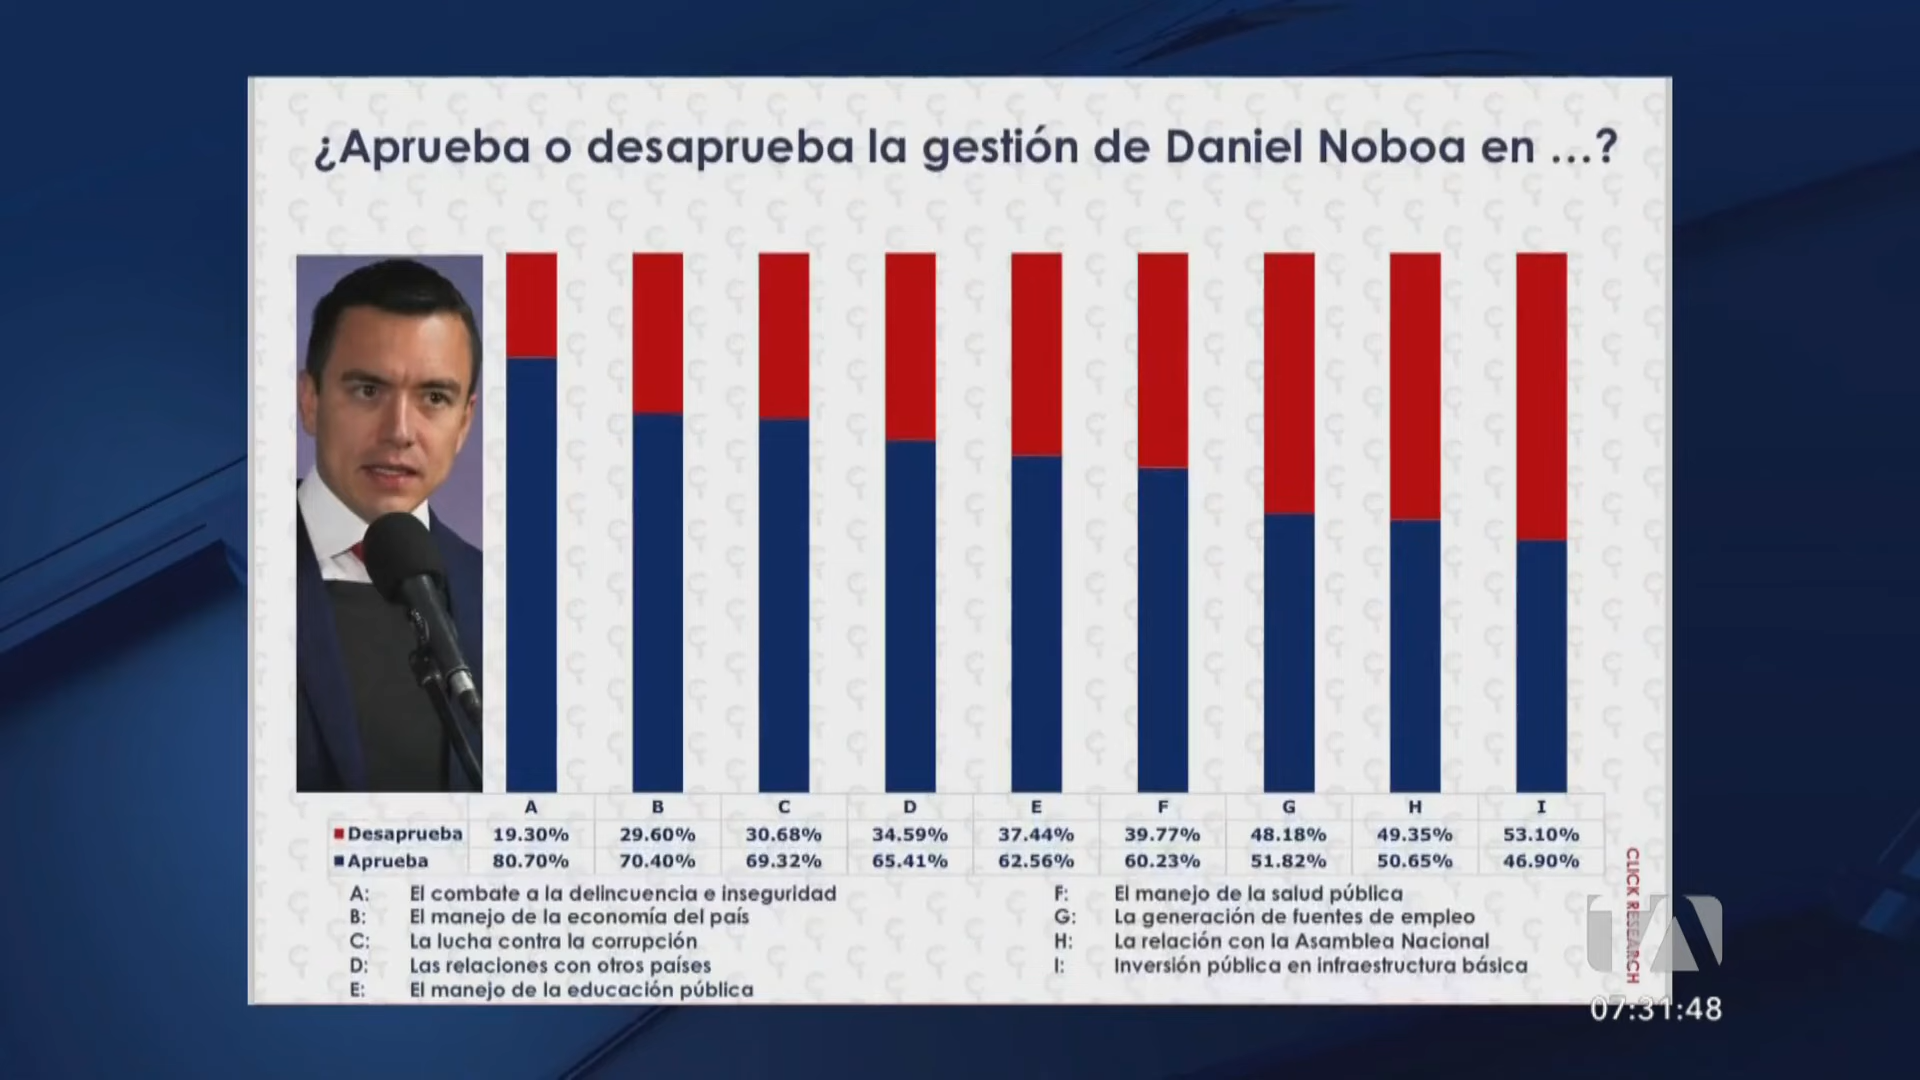 ¿Aprueba o desaprueba la gestión de Daniel Noboa en ...?
A B C D E F G H I
Desaprueba 19.30% 29.60% 30.68% 34.59% 37.44% 39.77% 48.18% 49.35% 53.10%
Aprueba 80.70% 70.40% 69.32% 65.41% 62.56% 60.23% 51.82% 50.65% 46.90%
A: El combate a la delincuencia e inseguridad
B: El manejo de la economía del país
C: La lucha contra la corrupción
D: Las relaciones con otros países
E: El manejo de la educación pública
F: El manejo de la salud pública
G: La generación de fuentes de empleo
H: La relación con la Asamblea Nacional
I: Inversión pública en infraestructura básica
CLICK RESEARCH
TA
07:31:48